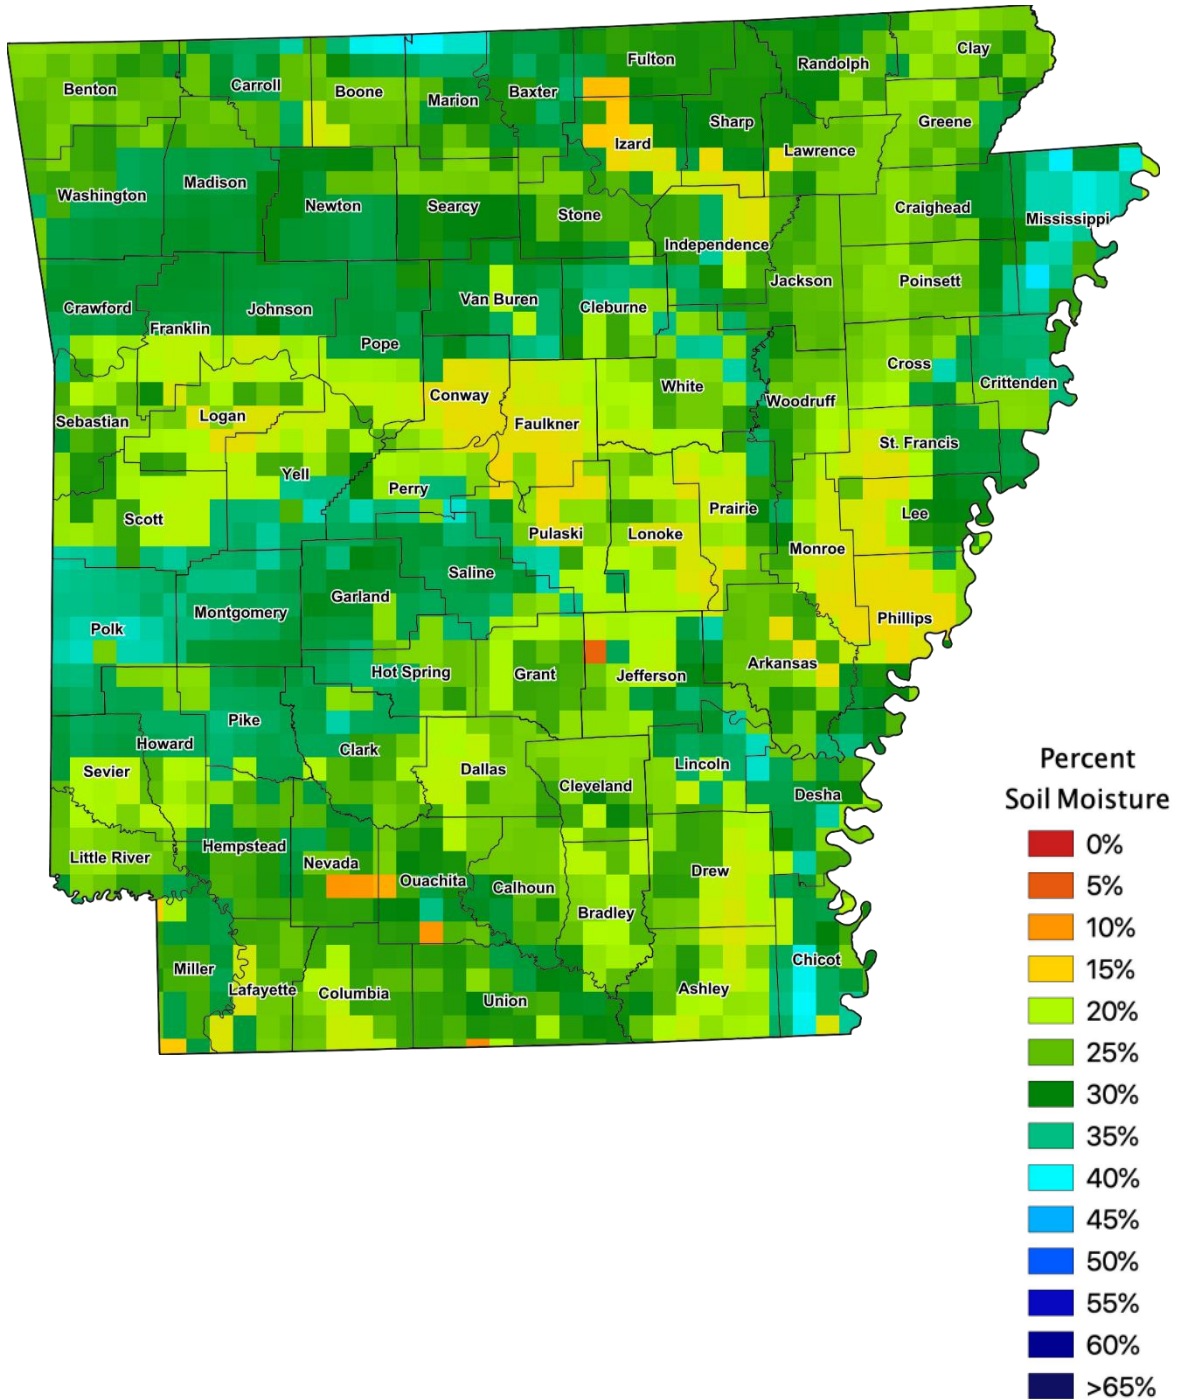 Clay
Fulton
Randolph
Carroll
Benton
Boone
Baxter
Marion
Sharp
Greene
Izard
Lawrence
Madison
Washington
Newton
Searcy
Stone
Craighead
Mississippi
Independence
Jackson
Poinsett
Van Buren
Crawford
Johnson
Cleburne
Franklin
Pope
Cross
Crittenden
White
Conway
Woodruff
Logan
Sebastian
Faulkner
St. Francis
Yell
Perry
Prairie
Lee
Scott
Pulaski
Lonoke
Monroe
Saline
Garland
Montgomery
Phillips
Polk
Arkansas
Hot Spring
Grant
Jefferson
Pike
Howard
Clark
Lincoln
Sevier
Dallas
Cleveland
Desha
Hempstead
Little River
Nevada
Drew
Ouachita
Calhoun
Bradley
Chicot
Miller
Lafayette
Columbia
Ashley
Union
Percent
Soil Moisture
0%
5%
10%
15%
20%
25%
30%
35%
40%
45%
50%
55%
60%
>65%